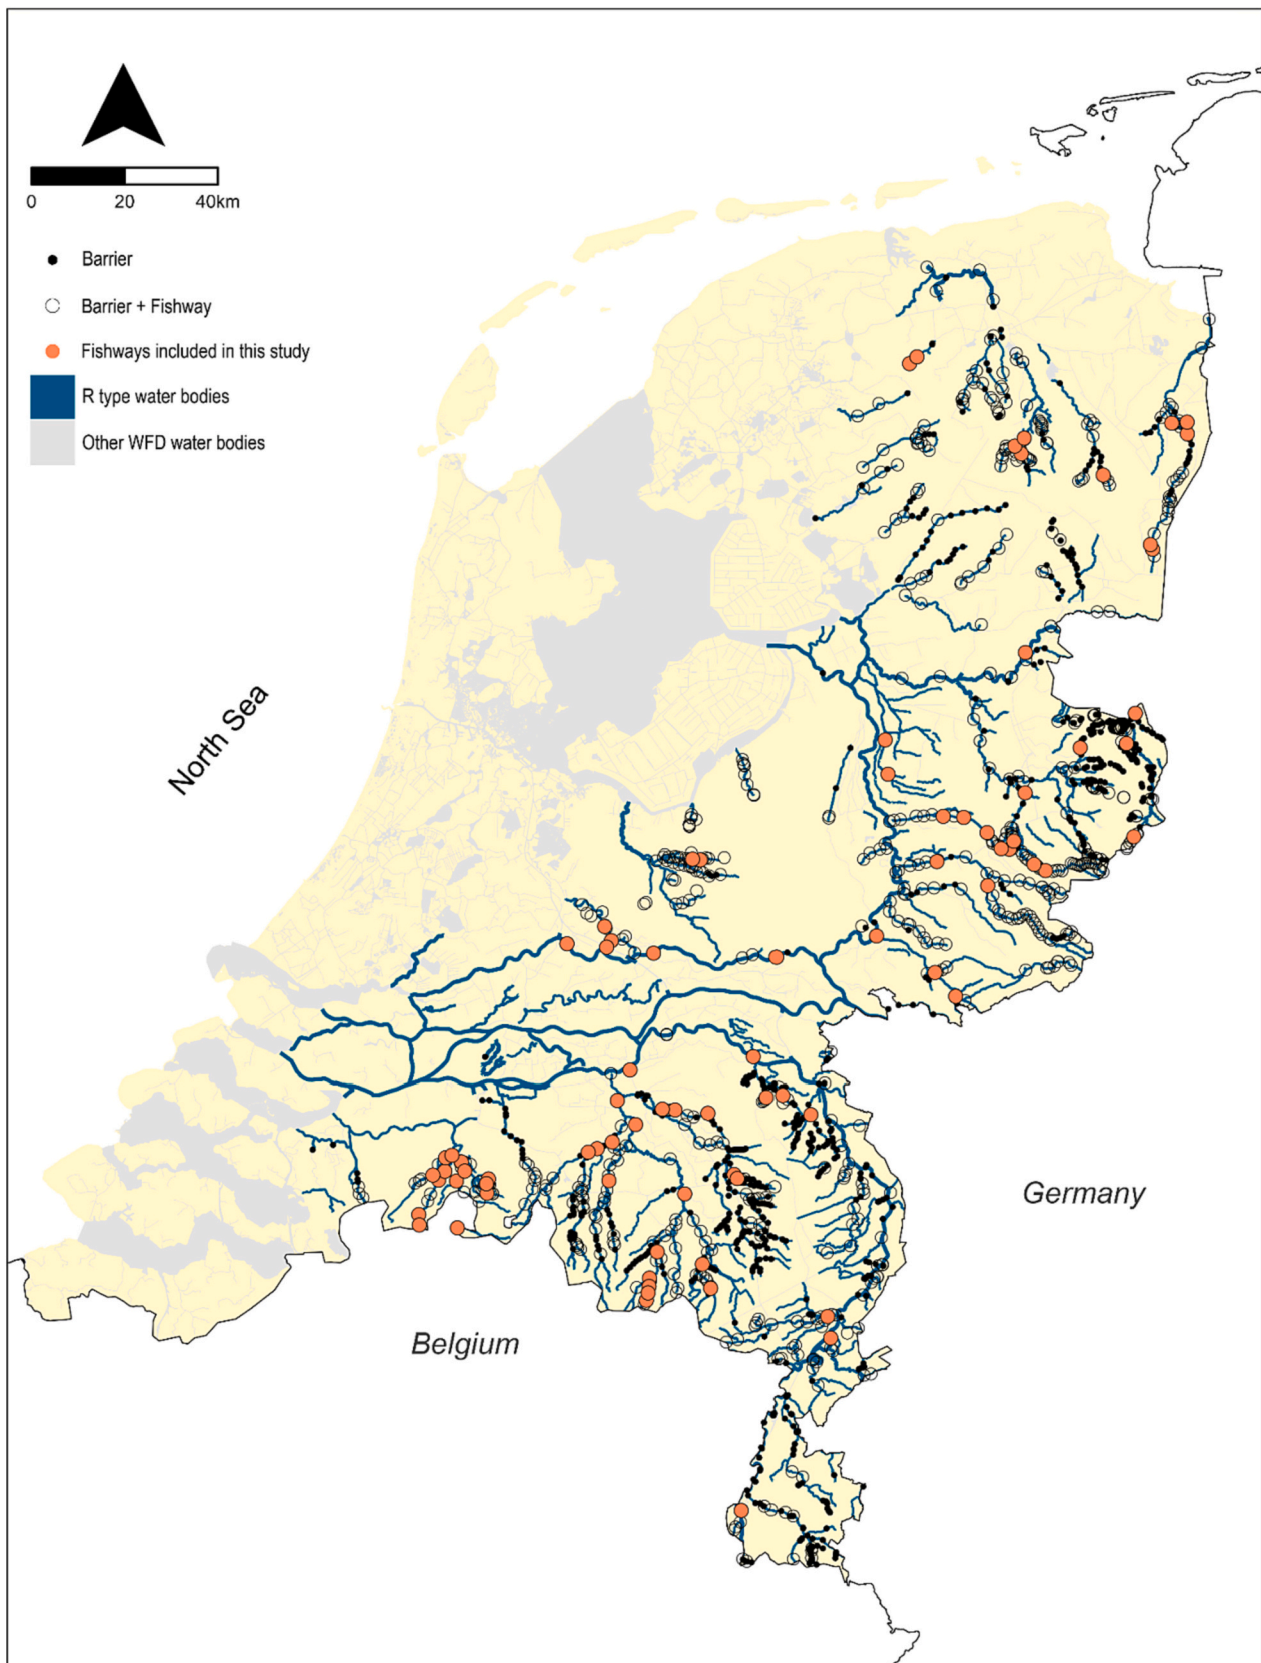 0 20 40km
Barrier
Barrier + Fishway
Fishways included in this study
R type water bodies
Other WFD water bodies
North Sea
Germany
Belgium